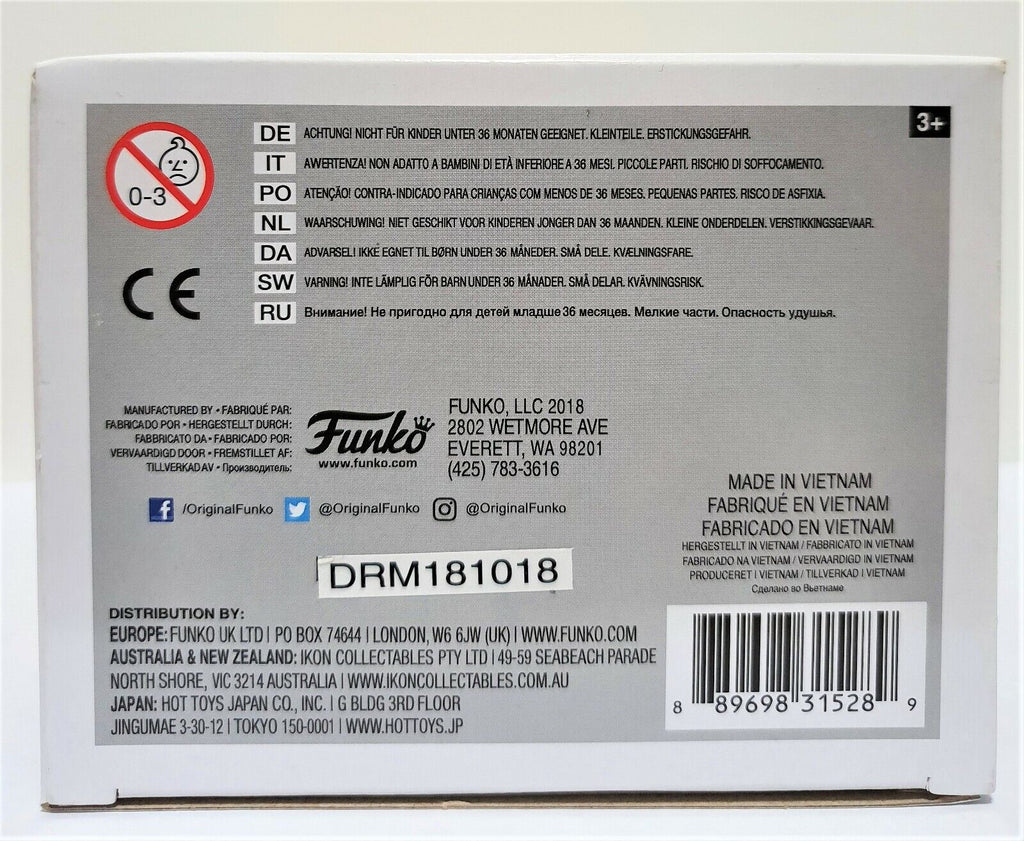 0-3
3+
DE ACHTUNG! NICHT FÜR KINDER UNTER 36 MONATEN GEEIGNET. KLEINTEILE. ERSTICKUNGSGEFAHR.
IT AWERTENZA! NON ADATTO A BAMBINI DI ETÀ INFERIORE A 36 MESI. PICCOLE PARTI. RISCHIO DI SOFFOCAMENTO.
PO ATENÇÃO! CONTRA-INDICADO PARA CRIANÇAS COM MENOS DE 36 MESES. PEQUENAS PARTES. RISCO DE ASFIXIA.
NL WAARSCHUWING! NIET GESCHIKT VOOR KINDEREN JONGER DAN 36 MAANDEN. KLEINE ONDERDELEN. VERSTIKKINGSGEVAAR.
DA ADVARSEL! IKKE EGNET TIL BØRN UNDER 36 MÅNEDER. SMÅ DELE. KVÆLNINGSFARE.
SW VARNING! INTE LÄMPLIG FÖR BARN UNDER 36 MÅNADER. SMÅ DELAR. KVÄVNINGSRISK.
RU Внимание! Не пригодно для детей младше 36 месяцев. Мелкие части. Опасность удушья.
CE
MANUFACTURED BY • FABRIQUÉ PAR:
FABRICADO POR • HERGESTELLT DURCH:
FABBRICATO DA • FABRICADO POR:
VERVAARDIGD DOOR • FREMSTILLET AF:
TILLVERKAD AV • Производитель:
Funko
www.funko.com
FUNKO, LLC 2018
2802 WETMORE AVE
EVERETT, WA 98201
(425) 783-3616
/OriginalFunko @OriginalFunko @OriginalFunko
MADE IN VIETNAM
FABRIQUÉ EN VIETNAM
FABRICADO EN VIETNAM
HERGESTELLT IN VIETNAM / FABBRICATO IN VIETNAM
FABRICADO NA VIETNAM / VERVAARDIGD IN VIETNAM
PRODUCERET I VIETNAM / TILLVERKAD I VIETNAM
Сделано во Вьетнаме
DRM181018
DISTRIBUTION BY:
EUROPE: FUNKO UK LTD | PO BOX 74644 | LONDON, W6 6JW (UK) | WWW.FUNKO.COM
AUSTRALIA & NEW ZEALAND: IKON COLLECTABLES PTY LTD | 49-59 SEABEACH PARADE
NORTH SHORE, VIC 3214 AUSTRALIA | WWW.IKONCOLLECTABLES.COM.AU
JAPAN: HOT TOYS JAPAN CO., INC. | G BLDG 3RD FLOOR
JINGUMAE 3-30-12 | TOKYO 150-0001 | WWW.HOTTOYS.JP
8 89698 31528 9